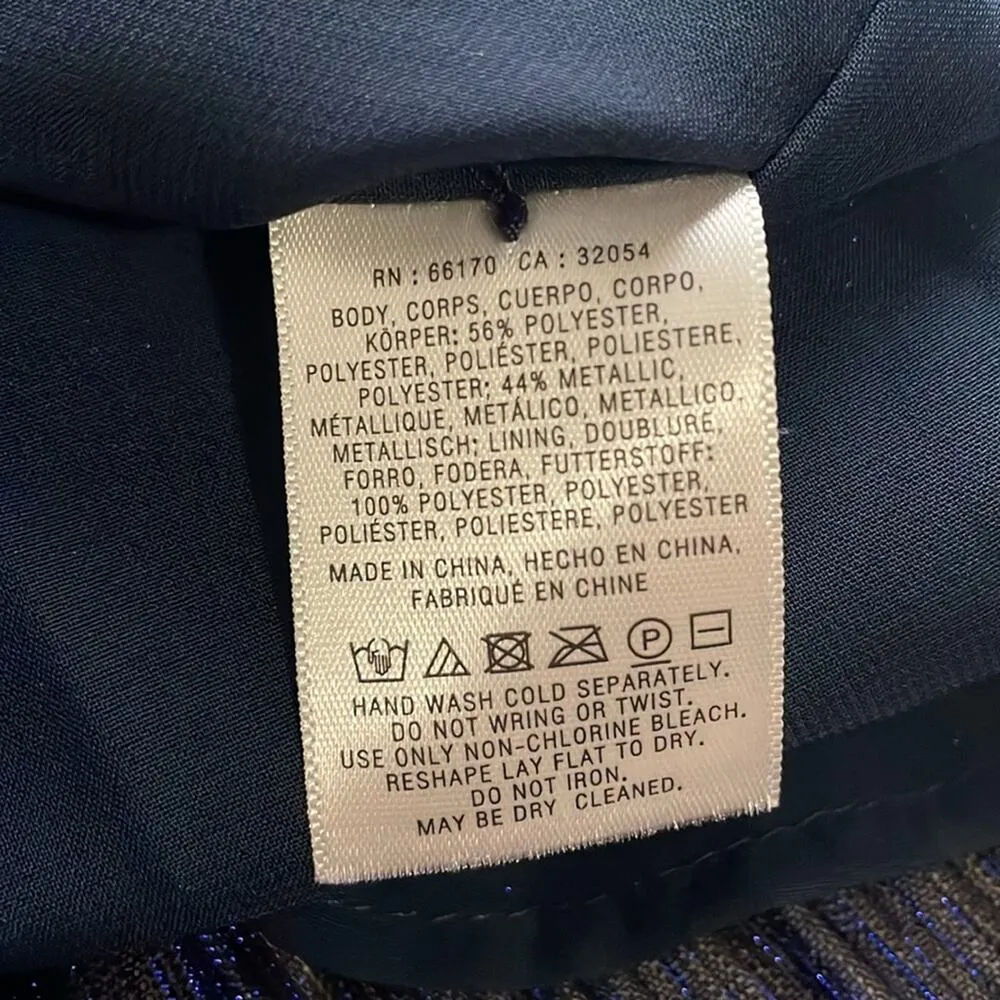 RN : 66170 CA : 32054
BODY, CORPS, CUERPO, CORPO,
KÖRPER: 56% POLYESTER,
POLYESTER, POLIÉSTER, POLIESTERE,
POLYESTER; 44% METALLIC,
MÉTALLIQUE, METÁLICO, METALLICO.
METALLISCH; LINING, DOUBLURE,
FORRO, FODERA, FUTTERSTOFF:
100% POLYESTER, POLYESTER,
POLIÉSTER, POLIESTERE, POLYESTER
MADE IN CHINA, HECHO EN CHINA,
FABRIQUÉ EN CHINE
P
HAND WASH COLD SEPARATELY.
DO NOT WRING OR TWIST.
USE ONLY NON-CHLORINE BLEACH.
RESHAPE LAY FLAT TO DRY.
DO NOT IRON.
MAY BE DRY CLEANED.